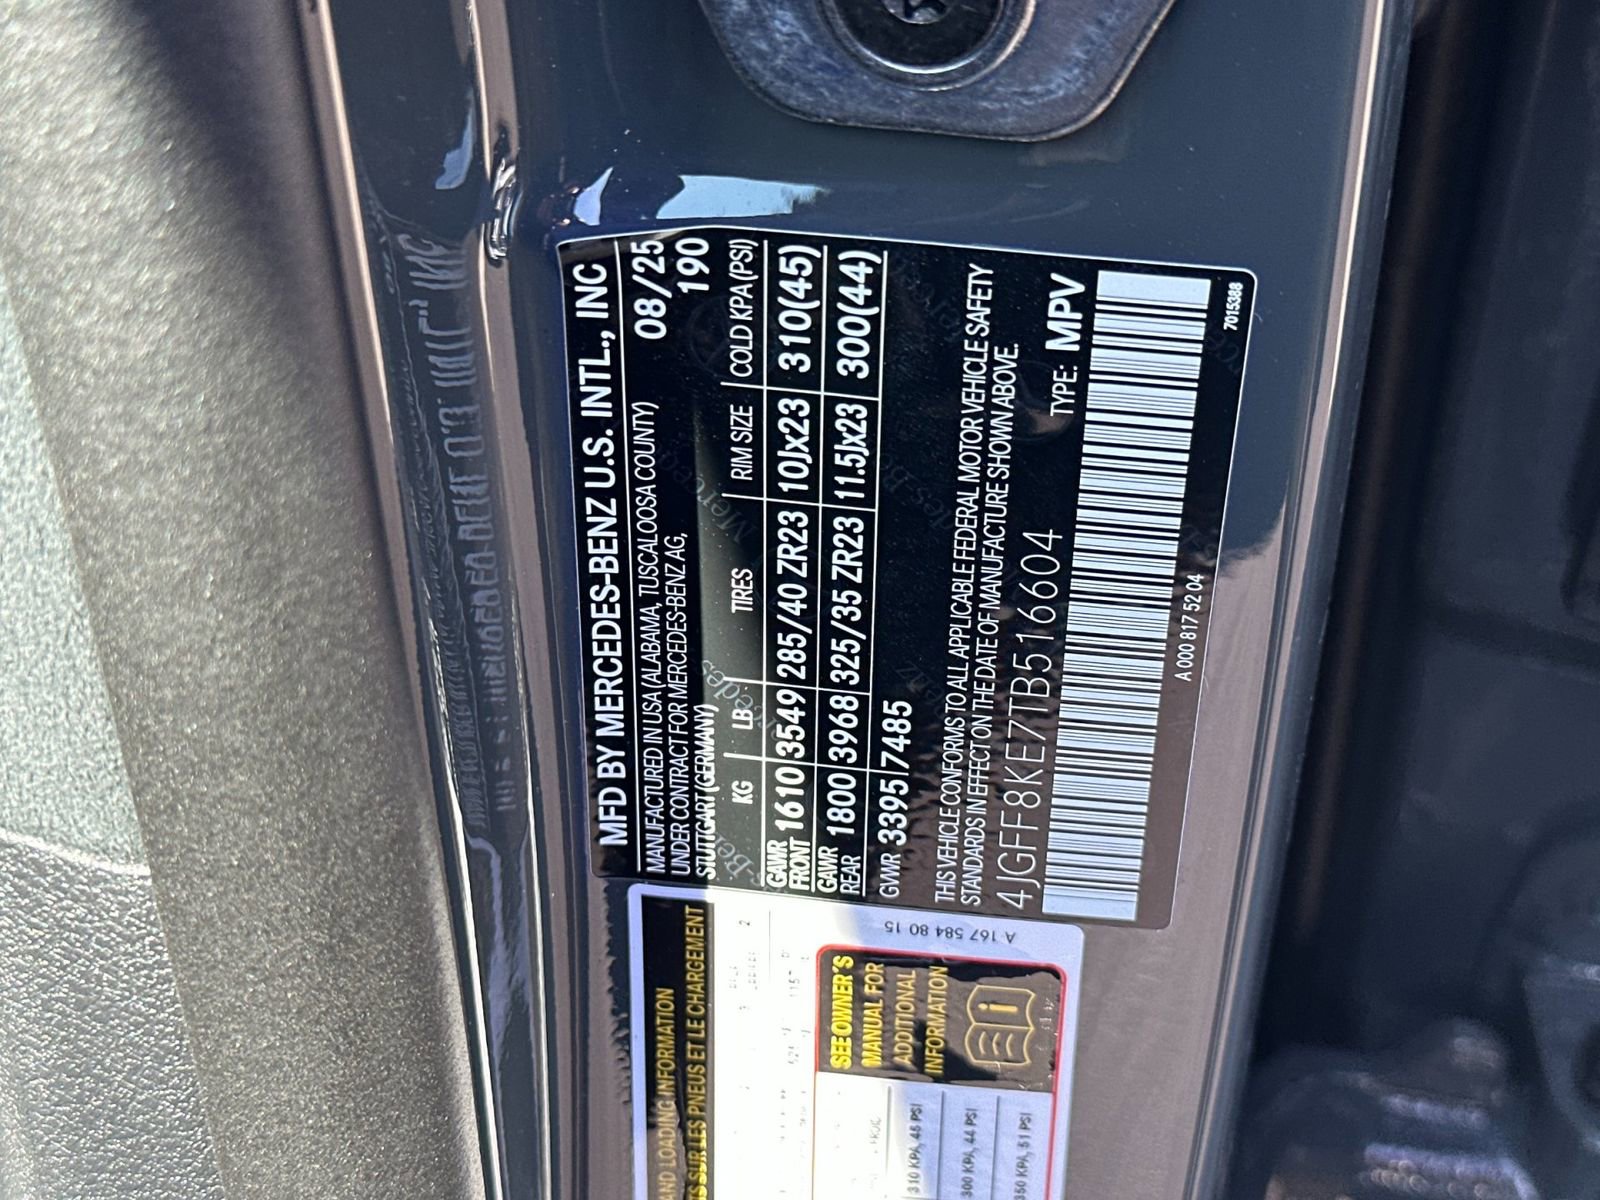 MFD BY MERCEDES-BENZ U.S. INTL., INC
MANUFACTURED IN USA (ALABAMA, TUSCALOOSA COUNTY) 08/25
UNDER CONTRACT FOR MERCEDES-BENZ AG, 190
STUTTGART (GERMANY)
KG LB TIRES RIM SIZE COLD KPA (PSI)
GAWR FRONT 1610 3549 285/40 ZR23 10Jx23 310(45)
GAWR REAR 1800 3968 325/35 ZR23 11.5Jx23 300(44)
GVWR 3395 7485
THIS VEHICLE CONFORMS TO ALL APPLICABLE FEDERAL MOTOR VEHICLE SAFETY
STANDARDS IN EFFECT ON THE DATE OF MANUFACTURE SHOWN ABOVE.
4JGFF8KE7TB516604 TYPE: MPV
A 000 817 52 04
7015388
AND LOADING INFORMATION
SUR LES PNEUS ET LE CHARGEMENT
A 167 584 80 15
SEE OWNER'S
MANUAL FOR
ADDITIONAL
INFORMATION
310 KPA, 45 PSI
300 KPA, 44 PSI
350 KPA, 51 PSI